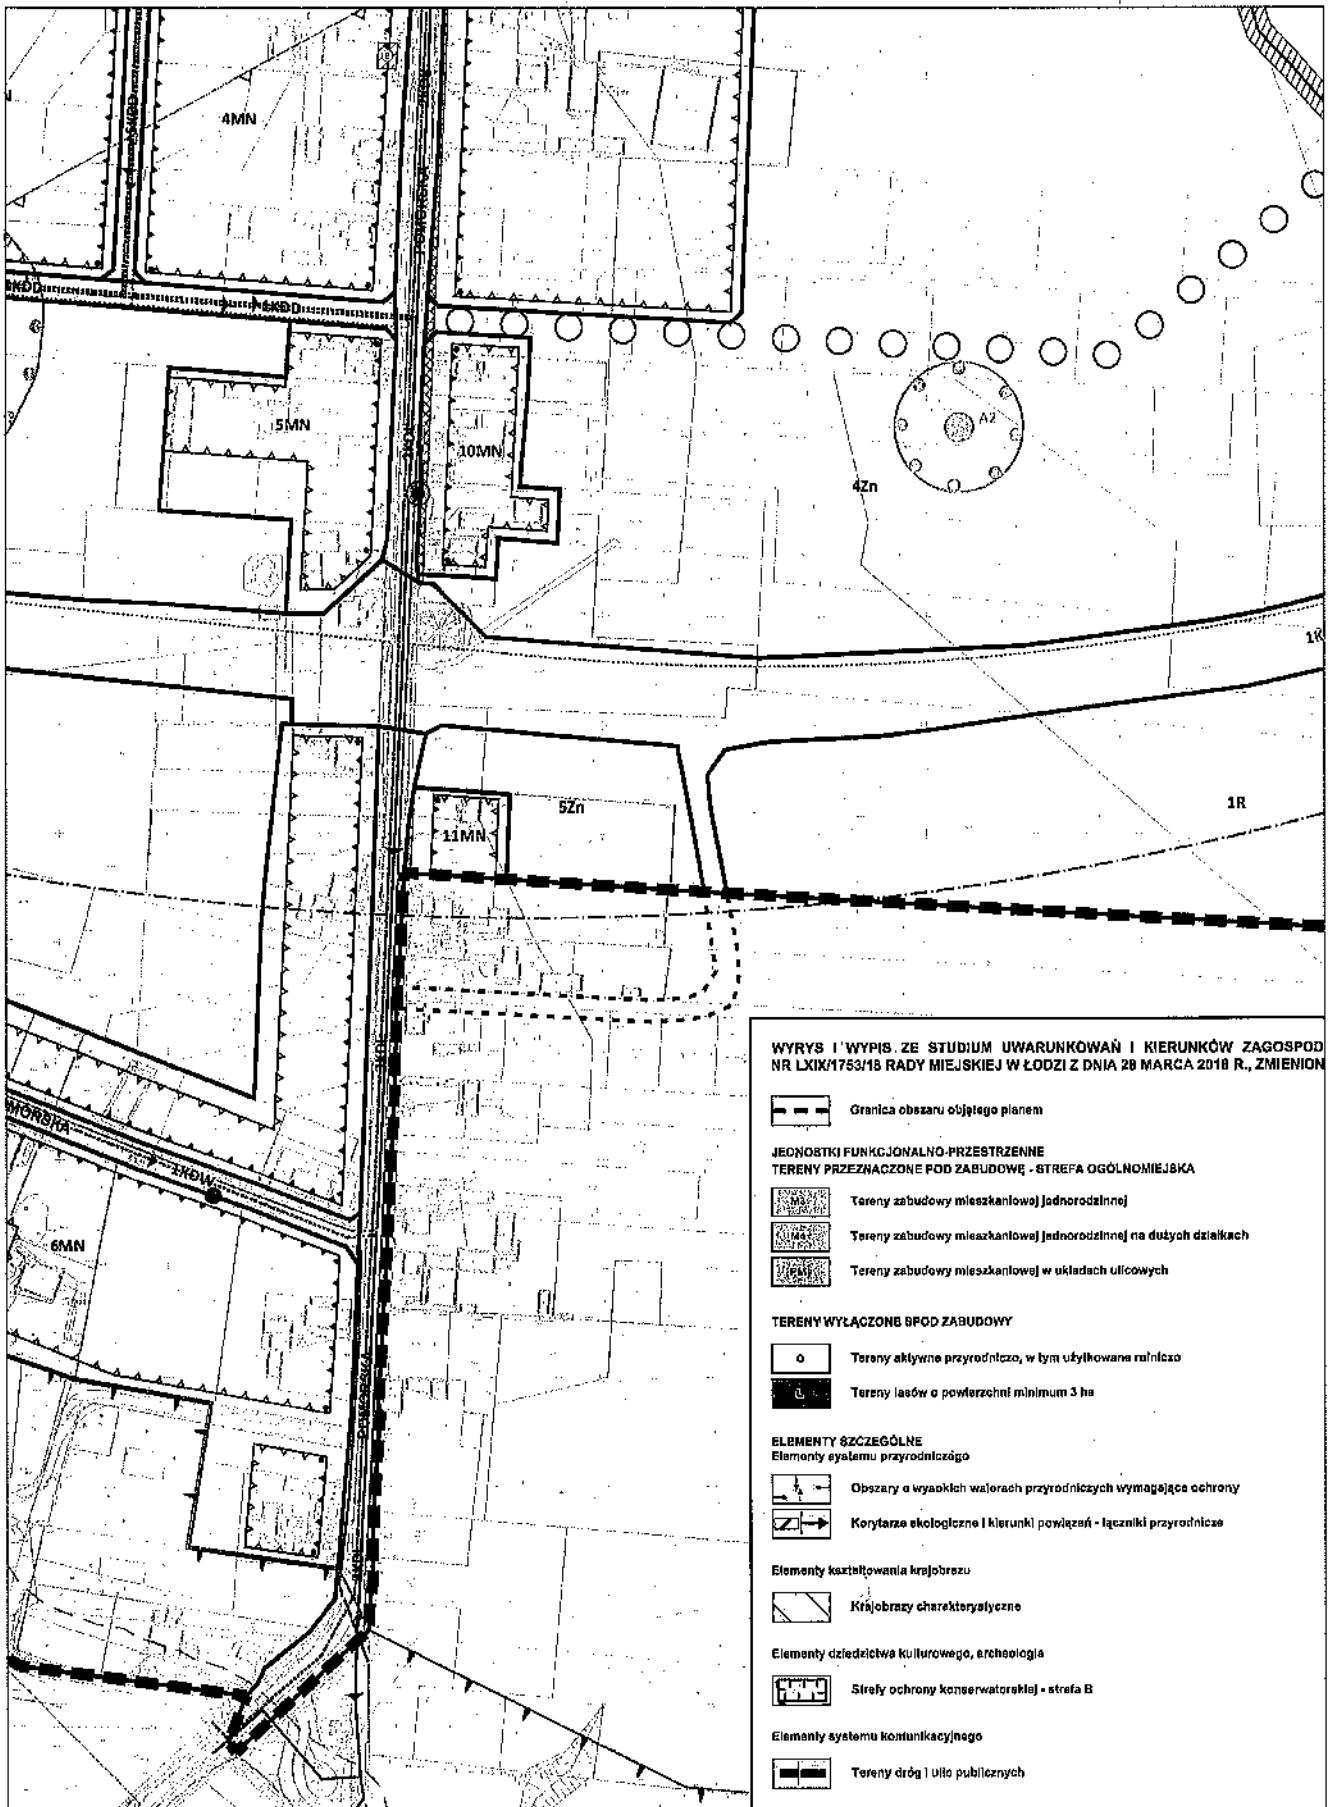 4MN
POMORSKA
1KDD
5MN
10MN
A2
4Zn
5Zn
11MN
1R
1KDW
6MN
POMORSKA
WYRYS I WYPIS ZE STUDIUM UWARUNKOWAŃ I KIERUNKÓW ZAGOSPOD
NR LXIX/1753/18 RADY MIEJSKIEJ W ŁODZI Z DNIA 28 MARCA 2018 R., ZMIENION
Granica obszaru objętego planem
JEDNOSTKI FUNKCJONALNO-PRZESTRZENNE
TERENY PRZEZNACZONE POD ZABUDOWĘ - STREFA OGÓLNOMIEJSKA
Tereny zabudowy mieszkaniowej jednorodzinnej
Tereny zabudowy mieszkaniowej jednorodzinnej na dużych działkach
Tereny zabudowy mieszkaniowej w układach ulicowych
TERENY WYŁĄCZONE SPOD ZABUDOWY
O Tereny aktywne przyrodniczo, w tym użytkowane rolniczo
L Tereny lasów o powierzchni minimum 3 ha
ELEMENTY SZCZEGÓLNE
Elementy systemu przyrodniczego
Obszary o wysokich walorach przyrodniczych wymagające ochrony
Korytarze ekologiczne i kierunki powiązań - łączniki przyrodnicze
Elementy kształtowania krajobrazu
Krajobrazy charakterystyczne
Elementy dziedzictwa kulturowego, archeologia
Strefy ochrony konserwatorskiej - strefa B
Elementy systemu komunikacyjnego
Tereny dróg i ulic publicznych